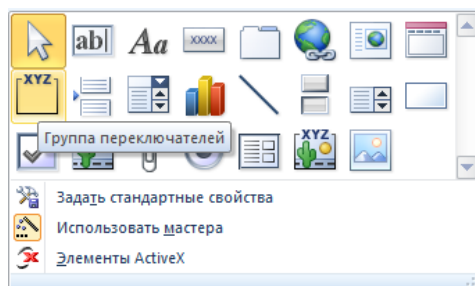 ab|
Aa
XXXX
XYZ
Группа переключателей
XYZ
Задать стандартные свойства
Использовать мастера
Элементы ActiveX